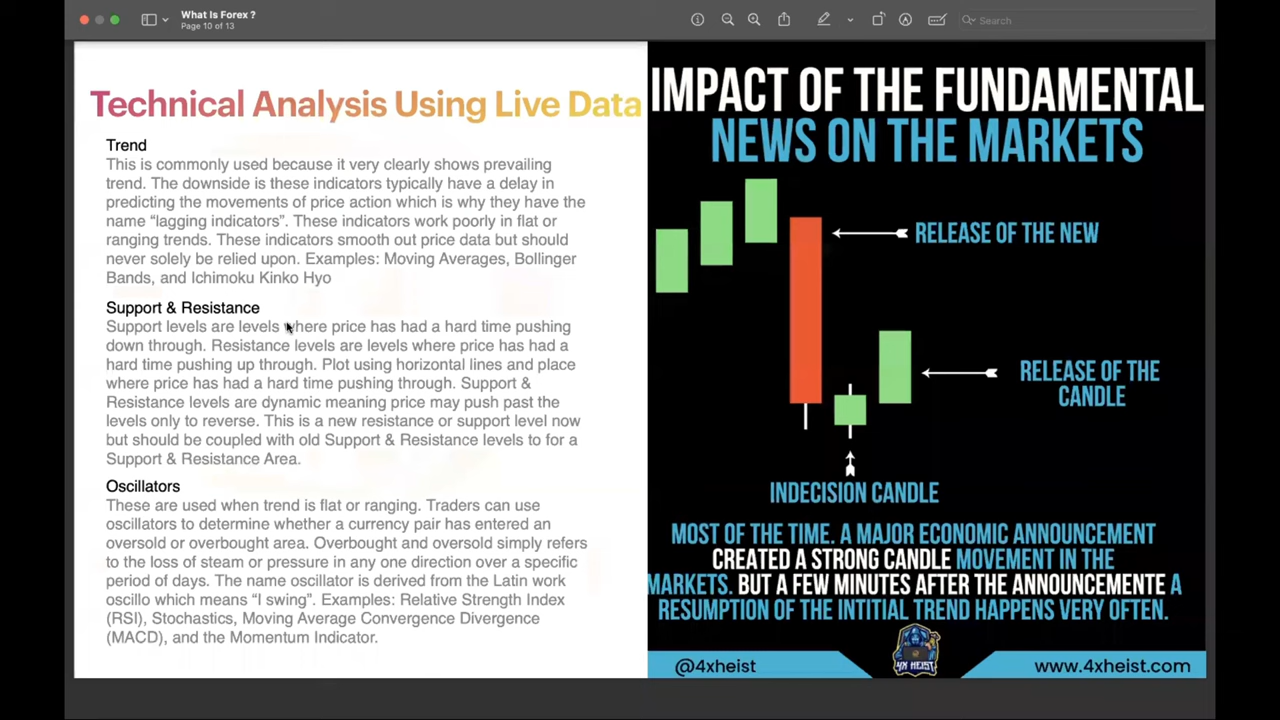 What Is Forex ?
Page 10 of 13
Search
Technical Analysis Using Live Data
Trend
This is commonly used because it very clearly shows prevailing
trend. The downside is these indicators typically have a delay in
predicting the movements of price action which is why they have the
name “lagging indicators”. These indicators work poorly in flat or
ranging trends. These indicators smooth out price data but should
never solely be relied upon. Examples: Moving Averages, Bollinger
Bands, and Ichimoku Kinko Hyo
Support & Resistance
Support levels are levels where price has had a hard time pushing
down through. Resistance levels are levels where price has had a
hard time pushing up through. Plot using horizontal lines and place
where price has had a hard time pushing through. Support &
Resistance levels are dynamic meaning price may push past the
levels only to reverse. This is a new resistance or support level now
but should be coupled with old Support & Resistance levels to for a
Support & Resistance Area.
Oscillators
These are used when trend is flat or ranging. Traders can use
oscillators to determine whether a currency pair has entered an
oversold or overbought area. Overbought and oversold simply refers
to the loss of steam or pressure in any one direction over a specific
period of days. The name oscillator is derived from the Latin work
oscillo which means “I swing”. Examples: Relative Strength Index
(RSI), Stochastics, Moving Average Convergence Divergence
(MACD), and the Momentum Indicator.
IMPACT OF THE FUNDAMENTAL
NEWS ON THE MARKETS
RELEASE OF THE NEW
RELEASE OF THE
CANDLE
INDECISION CANDLE
MOST OF THE TIME. A MAJOR ECONOMIC ANNOUNCEMENT
CREATED A STRONG CANDLE MOVEMENT IN THE
MARKETS. BUT A FEW MINUTES AFTER THE ANNOUNCEMENTE A
RESUMPTION OF THE INTITIAL TREND HAPPENS VERY OFTEN.
4X HEIST
@4xheist
www.4xheist.com